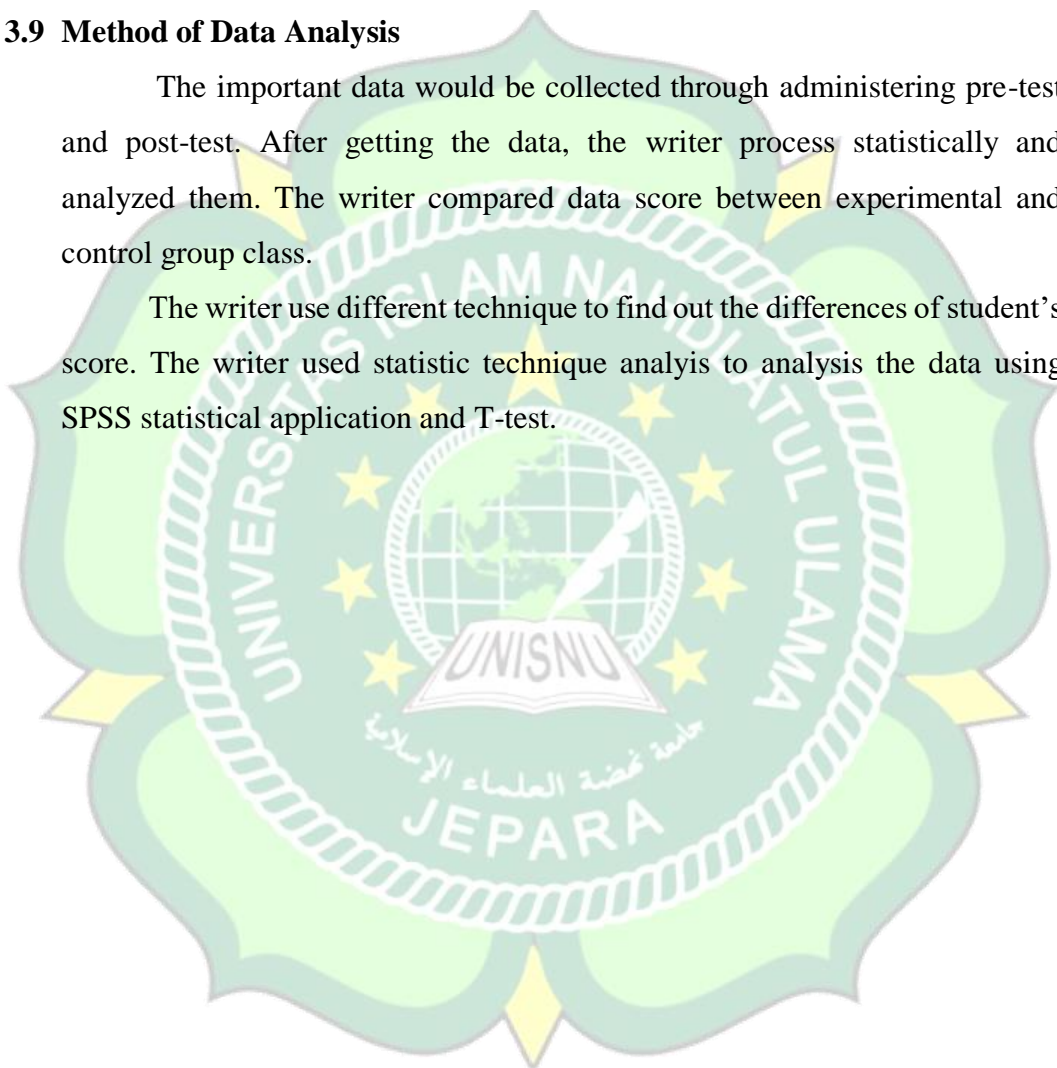 3.9 Method of Data Analysis
The important data would be collected through administering pre-test
and post-test. After getting the data, the writer process statistically and
analyzed them. The writer compared data score between experimental and
control group class.
The writer use different technique to find out the differences of student's
score. The writer used statistic technique analyis to analysis the data using
SPSS statistical application and T-test.
UNIVERSITAS ISLAM NAHDLATUL ULAMA
UNISNU
جامعة نهضة العلماء الإسلامية
JEPARA